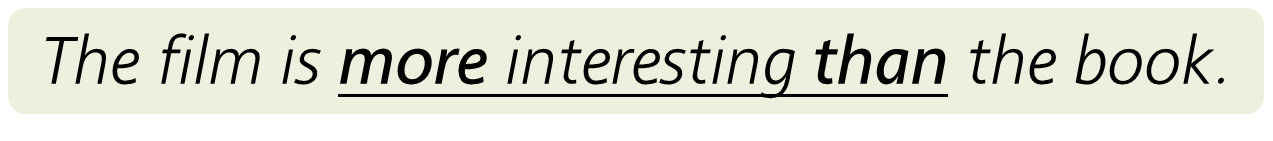 The film is more interesting than the book.